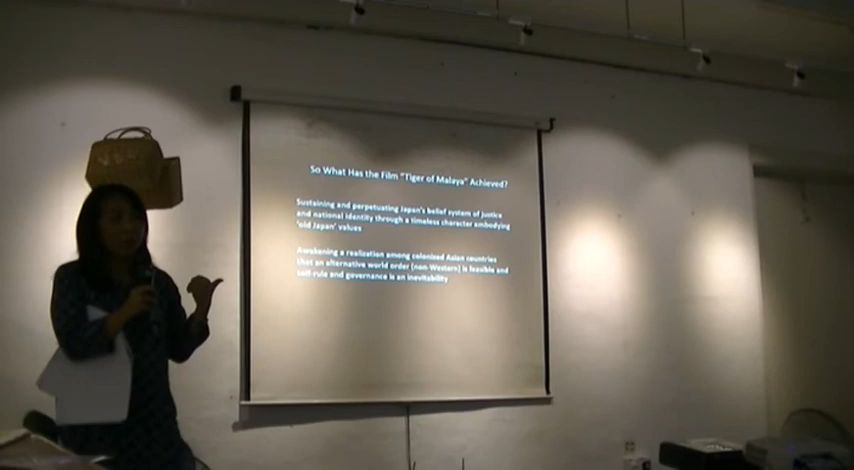 So What Has the Film "Tiger of Malaya" Achieved?
Sustaining and perpetuating Japan's belief system of justice
and national identity through a timeless character embodying
'old Japan' values
Awakening a realization among colonized Asian countries
that an alternative world order (non-Western) is feasible and
self-rule and governance is an inevitability